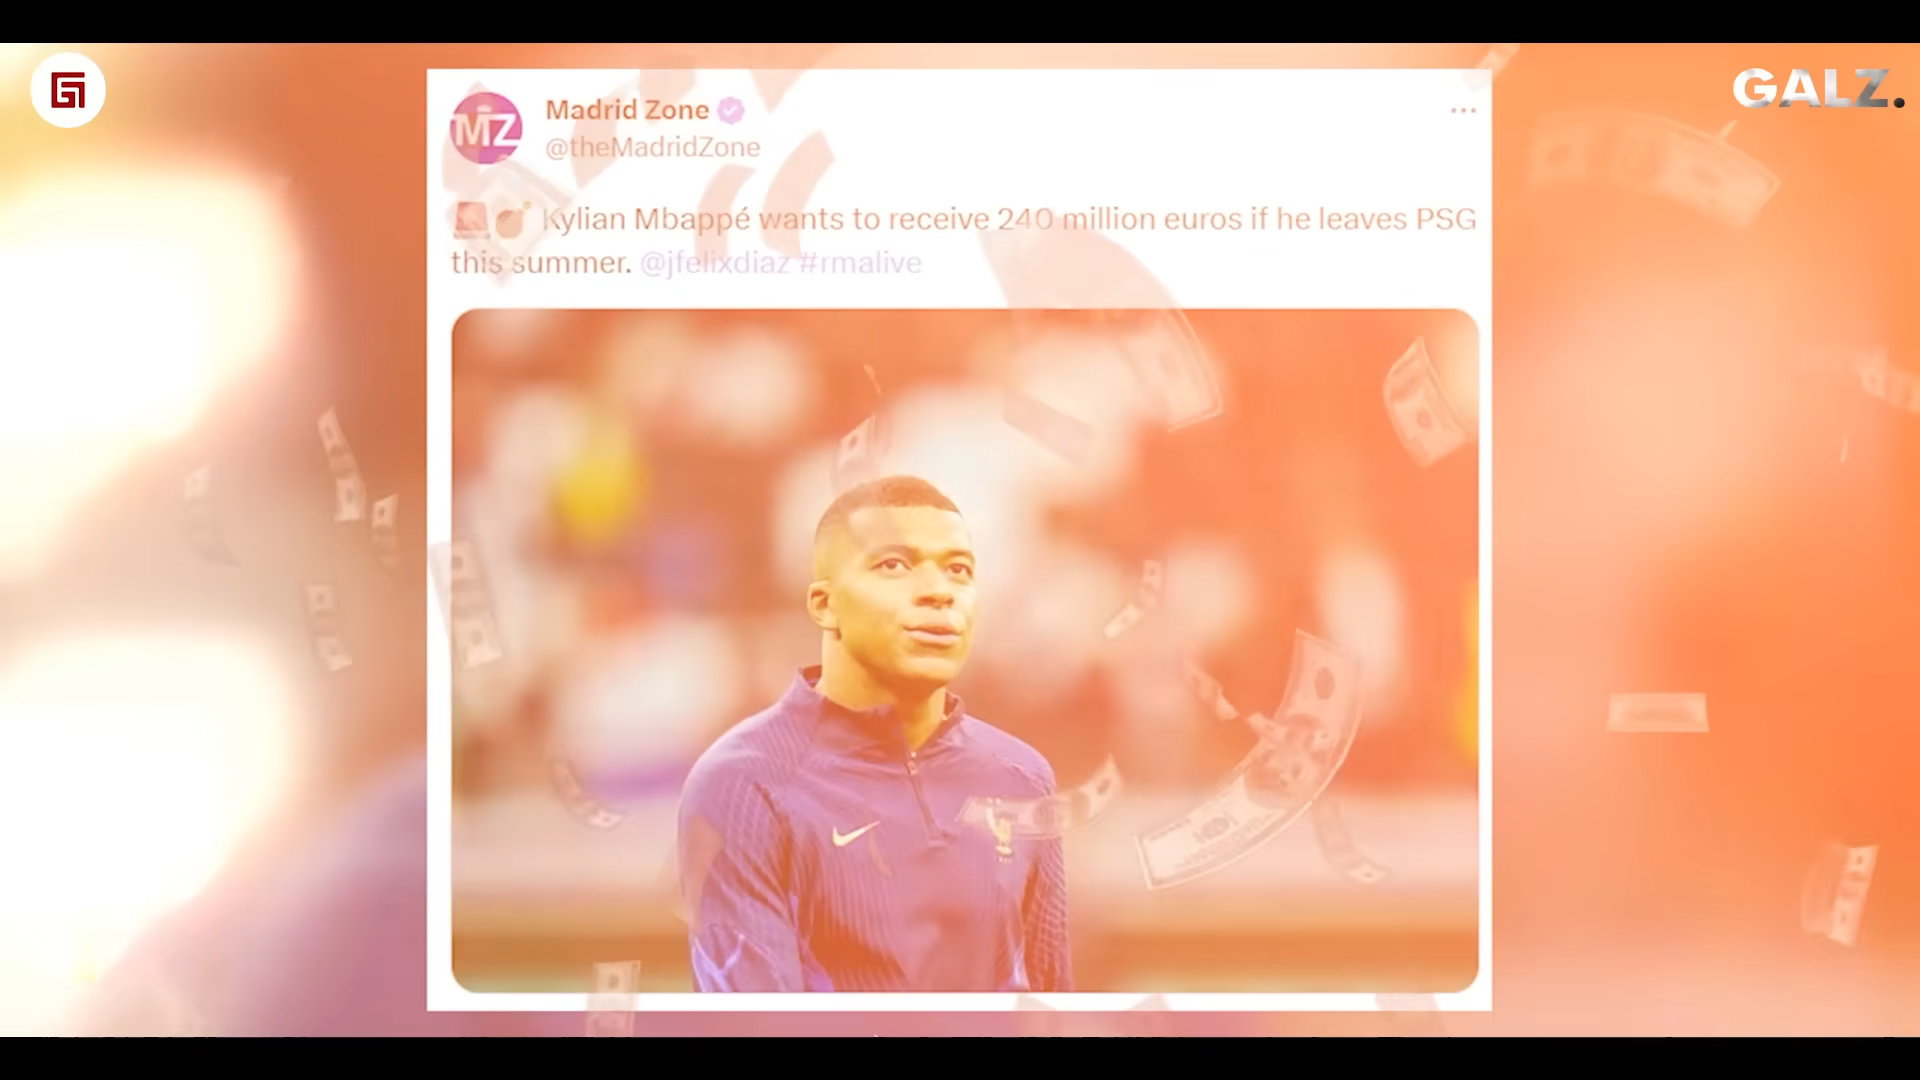 GALZ.
MZ
Madrid Zone
@theMadridZone
🚨💣 Kylian Mbappé wants to receive 240 million euros if he leaves PSG
this summer. @jfelixdiaz #rmalive